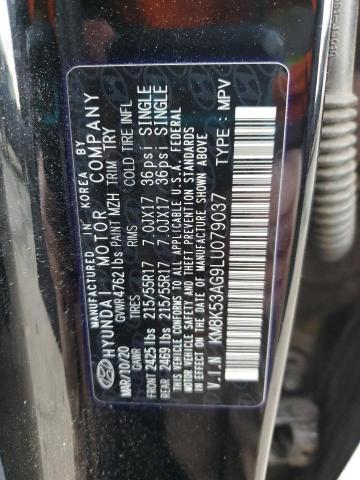 MANUFACTURED IN KOREA BY
HYUNDAI MOTOR COMPANY
MAR/10/20 GVWR 4762 lbs PAINT MZH TRIM TRY
GAWR TIRES RIMS COLD TIRE INFL
FRONT 2425 lbs 215/55R17 7.0JX17 36psi SINGLE
REAR 2469 lbs 215/55R17 7.0JX17 36psi SINGLE
THIS VEHICLE CONFORMS TO ALL APPLICABLE U.S.A. FEDERAL
MOTOR VEHICLE SAFETY AND THEFT PREVENTION STANDARDS
IN EFFECT ON THE DATE OF MANUFACTURE SHOWN ABOVE
V.I.N KM8K53AG9LU079037 TYPE: MPV